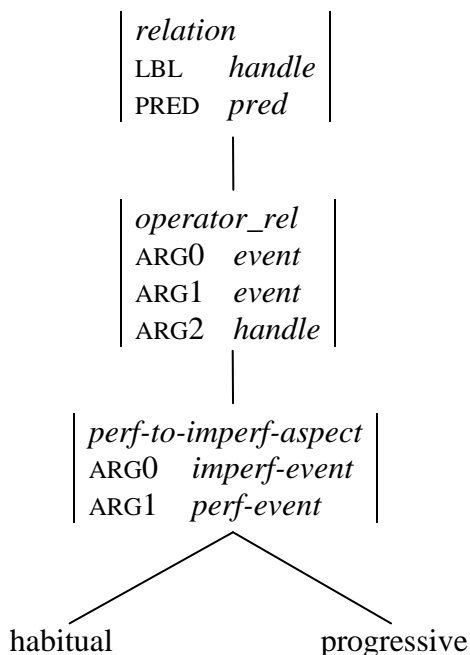 relation
LBL handle
PRED pred
operator_rel
ARG0 event
ARG1 event
ARG2 handle
perf-to-imperf-aspect
ARG0 imperf-event
ARG1 perf-event
habitual progressive